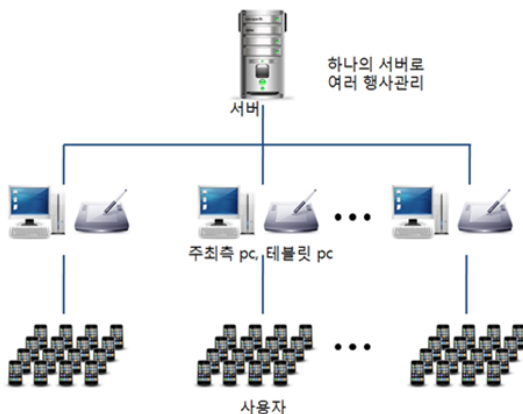 하나의 서버로
여러 행사관리
서버
주최측 pc, 테블릿 pc
사용자